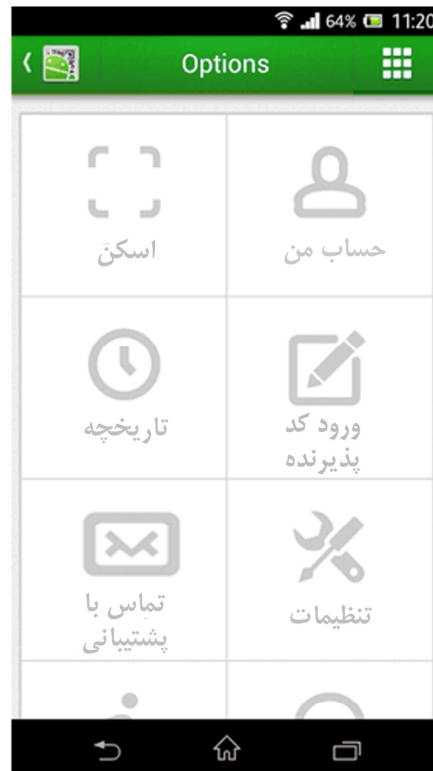 64% 11:20
Options
حساب من
اسکن
ورود کد
پذیرنده
تاریخچه
تنظیمات
تماس با
پشتیبانی